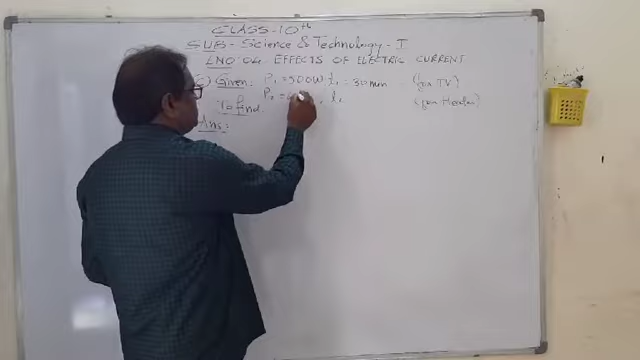 CLASS-10th
SUB- Science & Technology - I
LNO 04. EFFECTS OF ELECTRIC CURRENT
Given: P1 = 500W t1 = 30 min (for TV)
P2 = t2 (for Heater)
To find.
Ans: